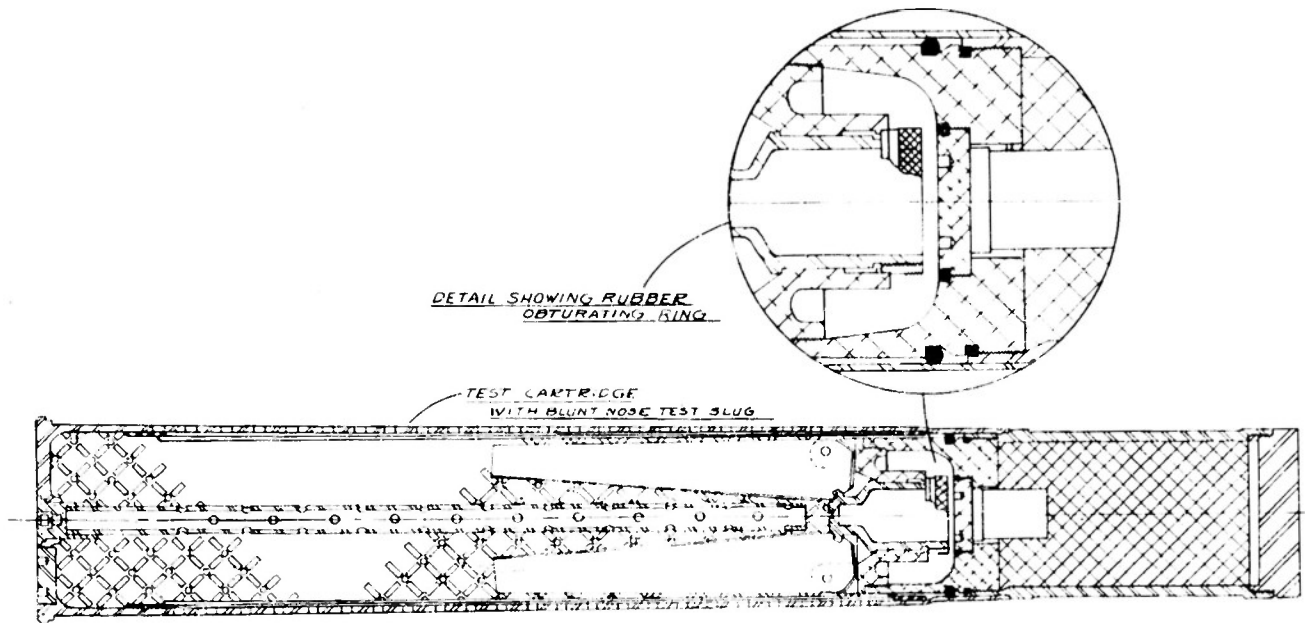 DETAIL SHOWING RUBBER
OBTURATING RING
TEST CARTRIDGE
WITH BLUNT NOSE TEST SLUG